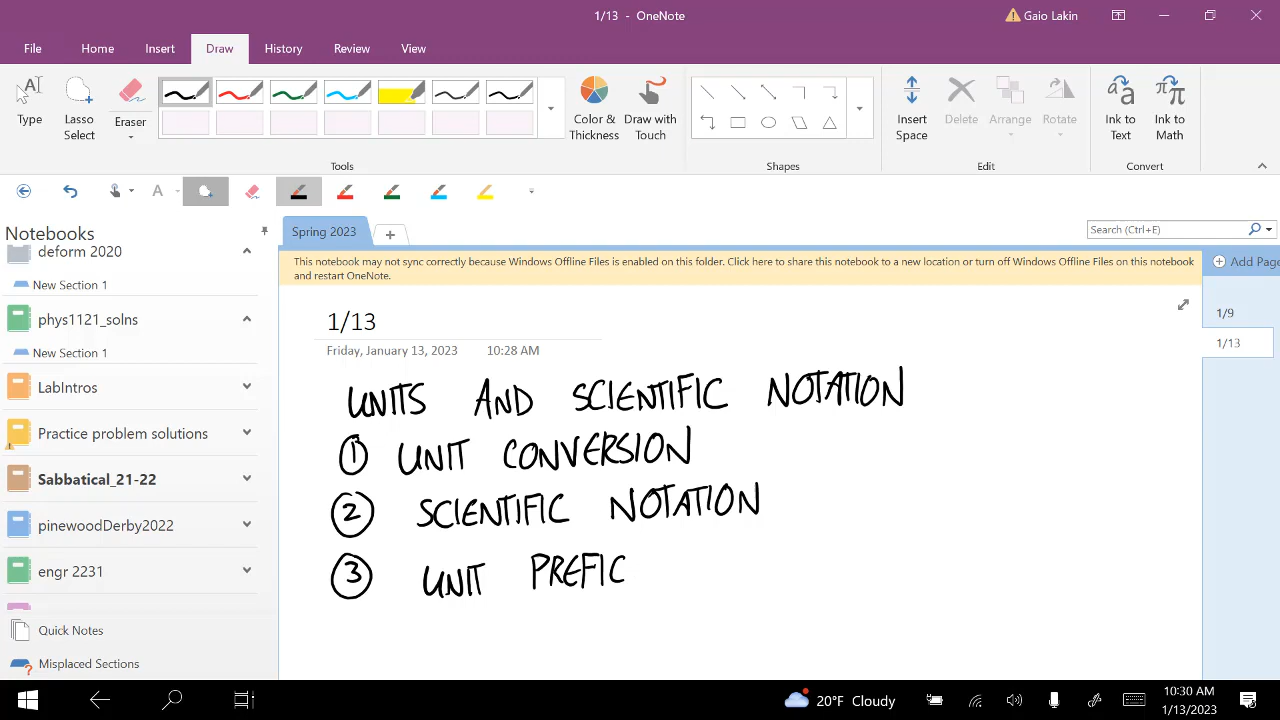 1/13 - OneNote
Gaio Lakin
File Home Insert Draw History Review View
Type
Lasso Select
Eraser
Color & Thickness
Draw with Touch
Insert Space
Delete
Arrange
Rotate
Ink to Text
Ink to Math
Tools
Shapes
Edit
Convert
A
Notebooks
deform 2020
New Section 1
phys1121_solns
New Section 1
LabIntros
Practice problem solutions
Sabbatical_21-22
pinewoodDerby2022
engr 2231
Quick Notes
Misplaced Sections
Spring 2023
Search (Ctrl+E)
This notebook may not sync correctly because Windows Offline Files is enabled on this folder. Click here to share this notebook to a new location or turn off Windows Offline Files on this notebook
and restart OneNote.
Add Page
1/9
1/13
1/13
Friday, January 13, 2023 10:28 AM
UNITS AND SCIENTIFIC NOTATION
① UNIT CONVERSION
② SCIENTIFIC NOTATION
③ UNIT PREFIC
20°F Cloudy
10:30 AM
1/13/2023